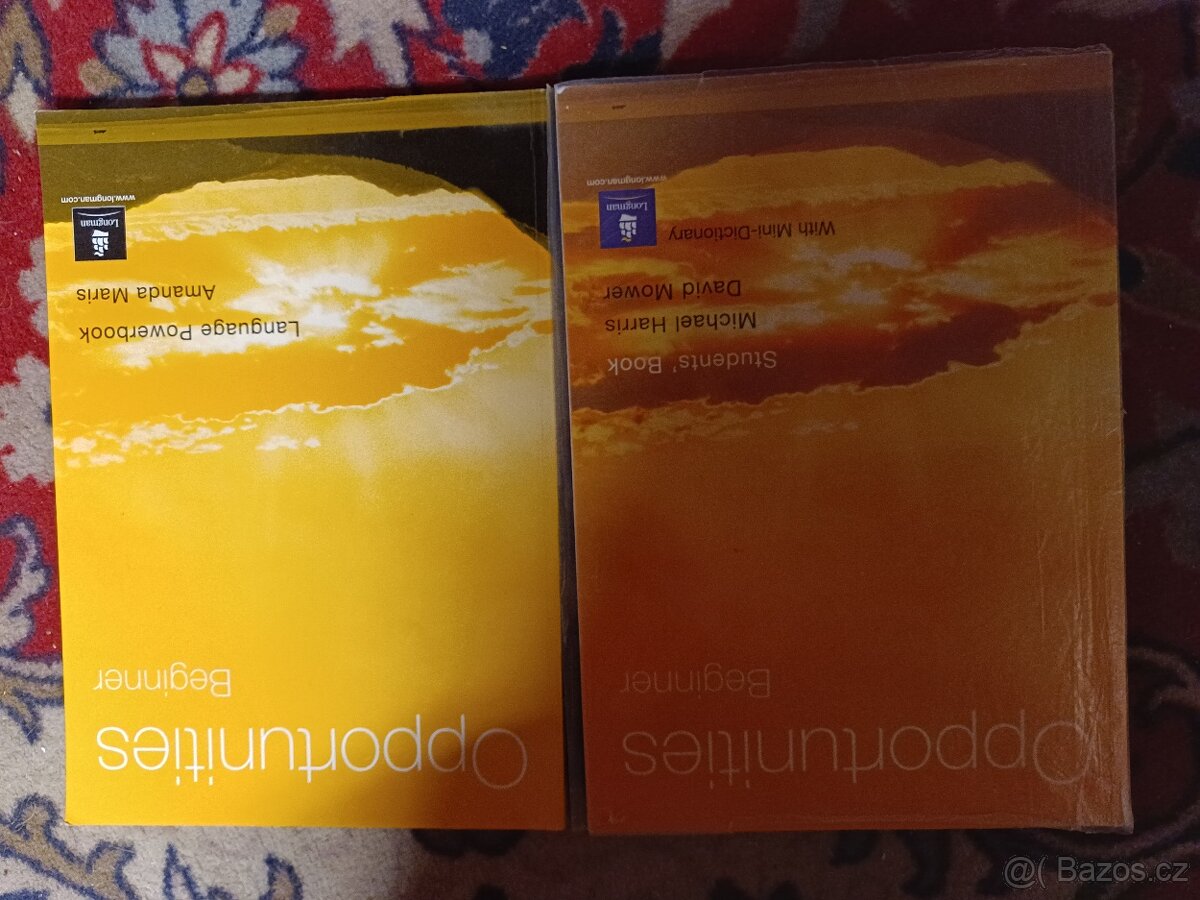 Opportunities
Beginner
Language Powerbook
Amanda Maris
Longman
www.longman.com
Opportunities
Beginner
Students' Book
Michael Harris
David Mower
With Mini-Dictionary
Longman
www.longman.com
@( Bazos.cz